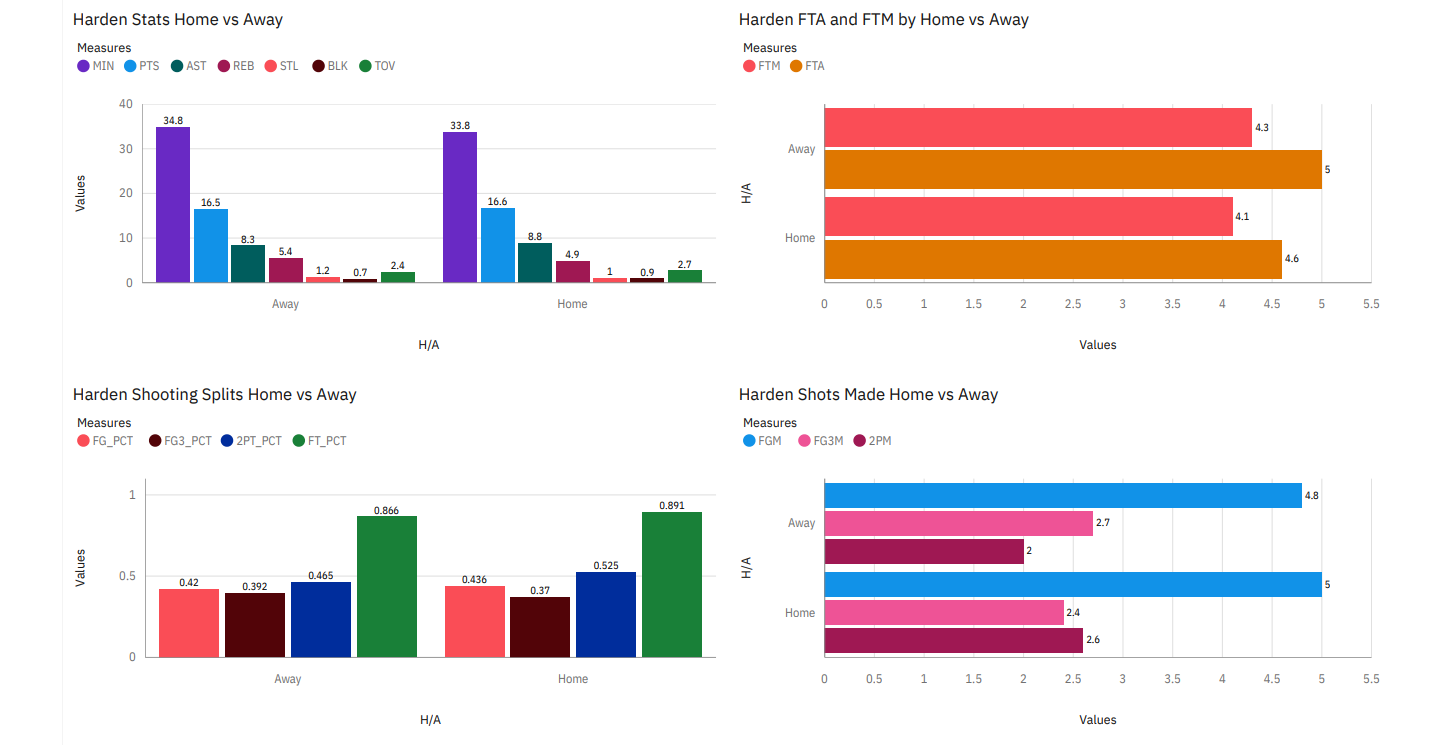 Harden Stats Home vs Away
Measures
MIN PTS AST REB STL BLK TOV
40
30
20
10
0
Values
34.8
16.5
8.3
5.4
1.2
0.7
2.4
33.8
16.6
8.8
4.9
1
0.9
2.7
Away
Home
H/A
Harden FTA and FTM by Home vs Away
Measures
FTM FTA
H/A
Away
4.3
5
Home
4.1
4.6
0 0.5 1 1.5 2 2.5 3 3.5 4 4.5 5 5.5
Values
Harden Shooting Splits Home vs Away
Measures
FG_PCT FG3_PCT 2PT_PCT FT_PCT
1
0.5
0
Values
0.42
0.392
0.465
0.866
0.436
0.37
0.525
0.891
Away
Home
H/A
Harden Shots Made Home vs Away
Measures
FGM FG3M 2PM
H/A
Away
4.8
2.7
2
Home
5
2.4
2.6
0 0.5 1 1.5 2 2.5 3 3.5 4 4.5 5 5.5
Values